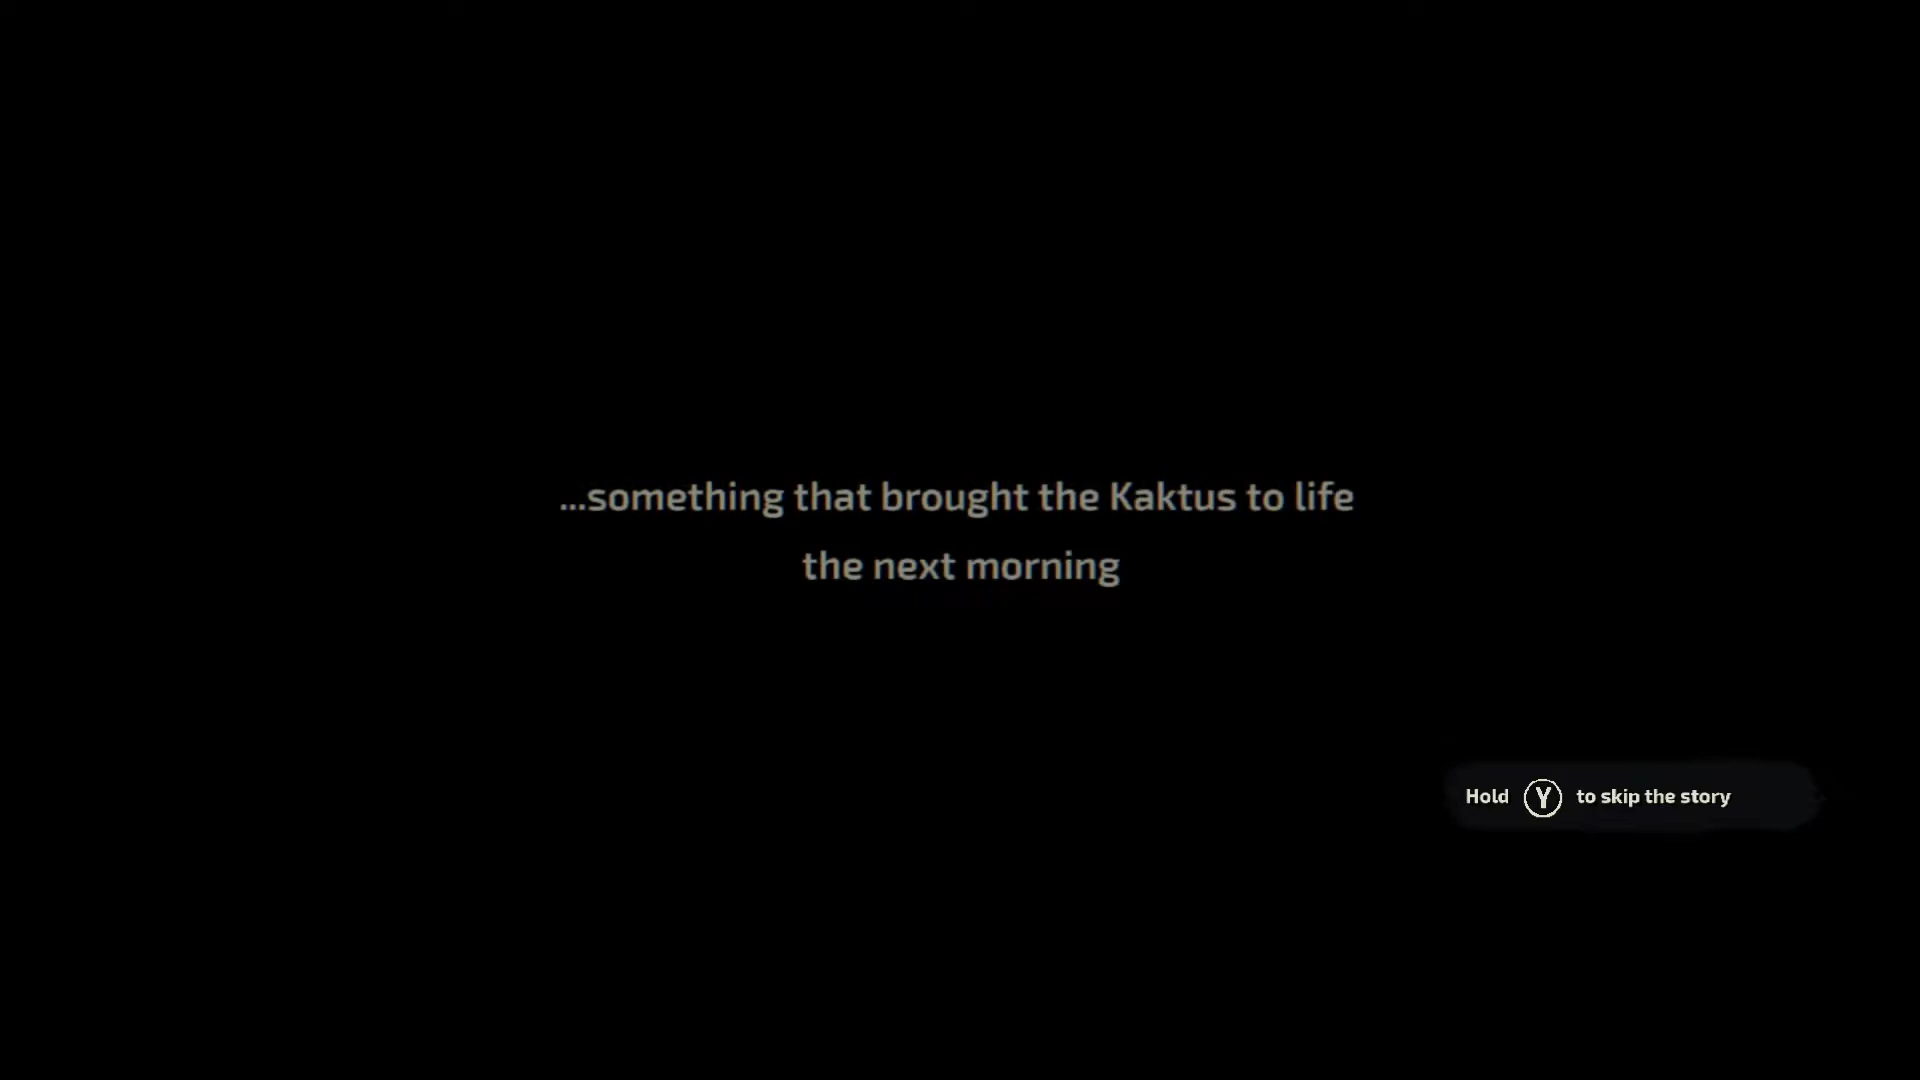 ...something that brought the Kaktus to life
the next morning
Hold Y to skip the story